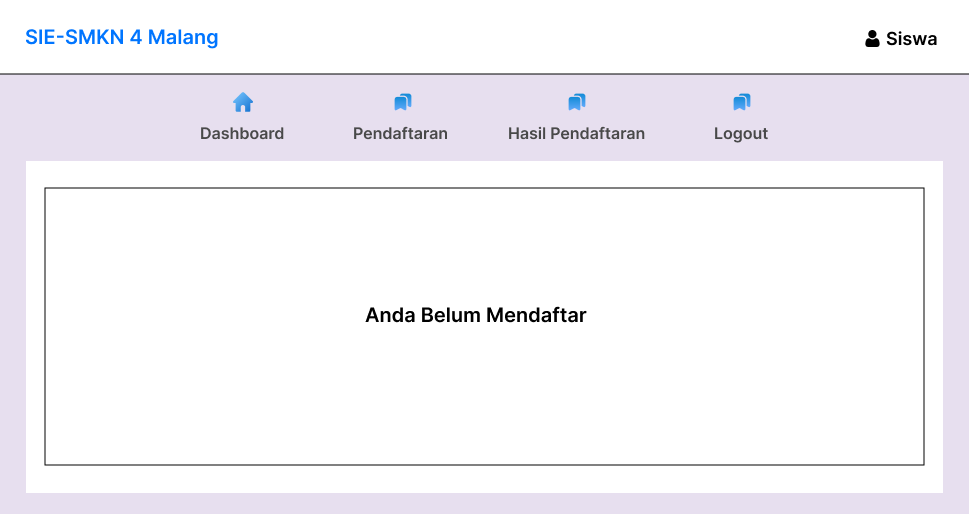 SIE-SMKN 4 Malang
Siswa
Dashboard
Pendaftaran
Hasil Pendaftaran
Logout
Anda Belum Mendaftar